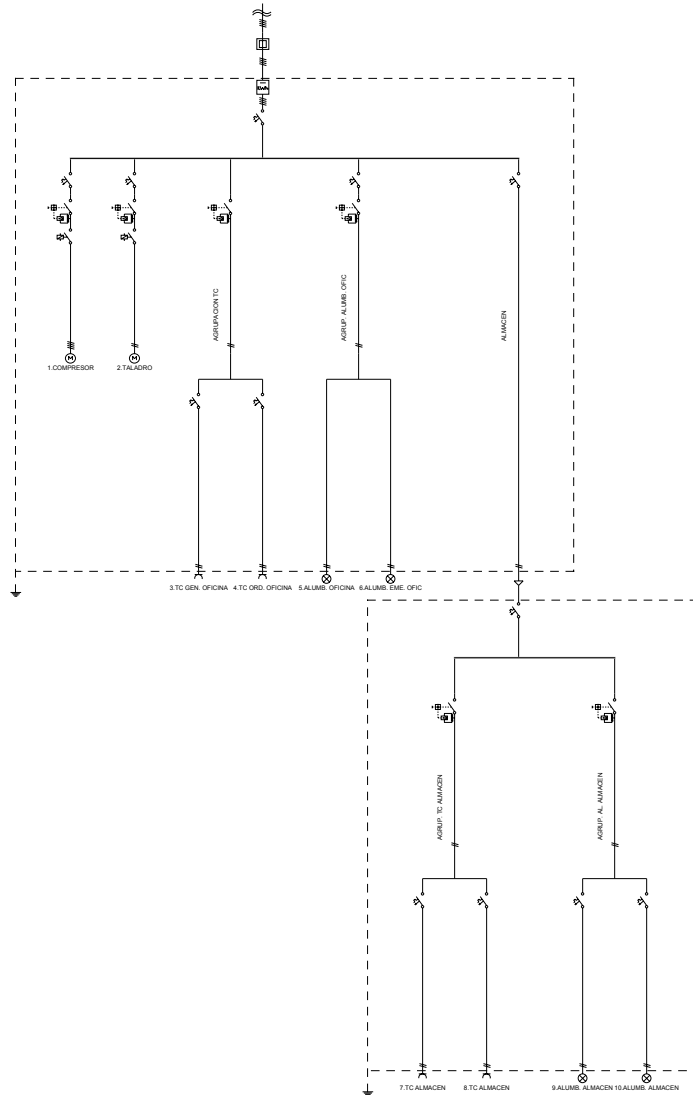 kWh
AGRUPACION TC
AGRUP. ALUMB. OFIC
ALMACEN
M
M
1.COMPRESOR
2.TALADRO
3.TC GEN. OFICINA
4.TC ORD. OFICINA
5.ALUMB. OFICINA
6.ALUMB. EME. OFIC
AGRUP. TC ALMACEN
AGRUP. AL. ALMACEN
7.TC ALMACEN
8.TC ALMACEN
9.ALUMB. ALMACEN
10.ALUMB. ALMACEN